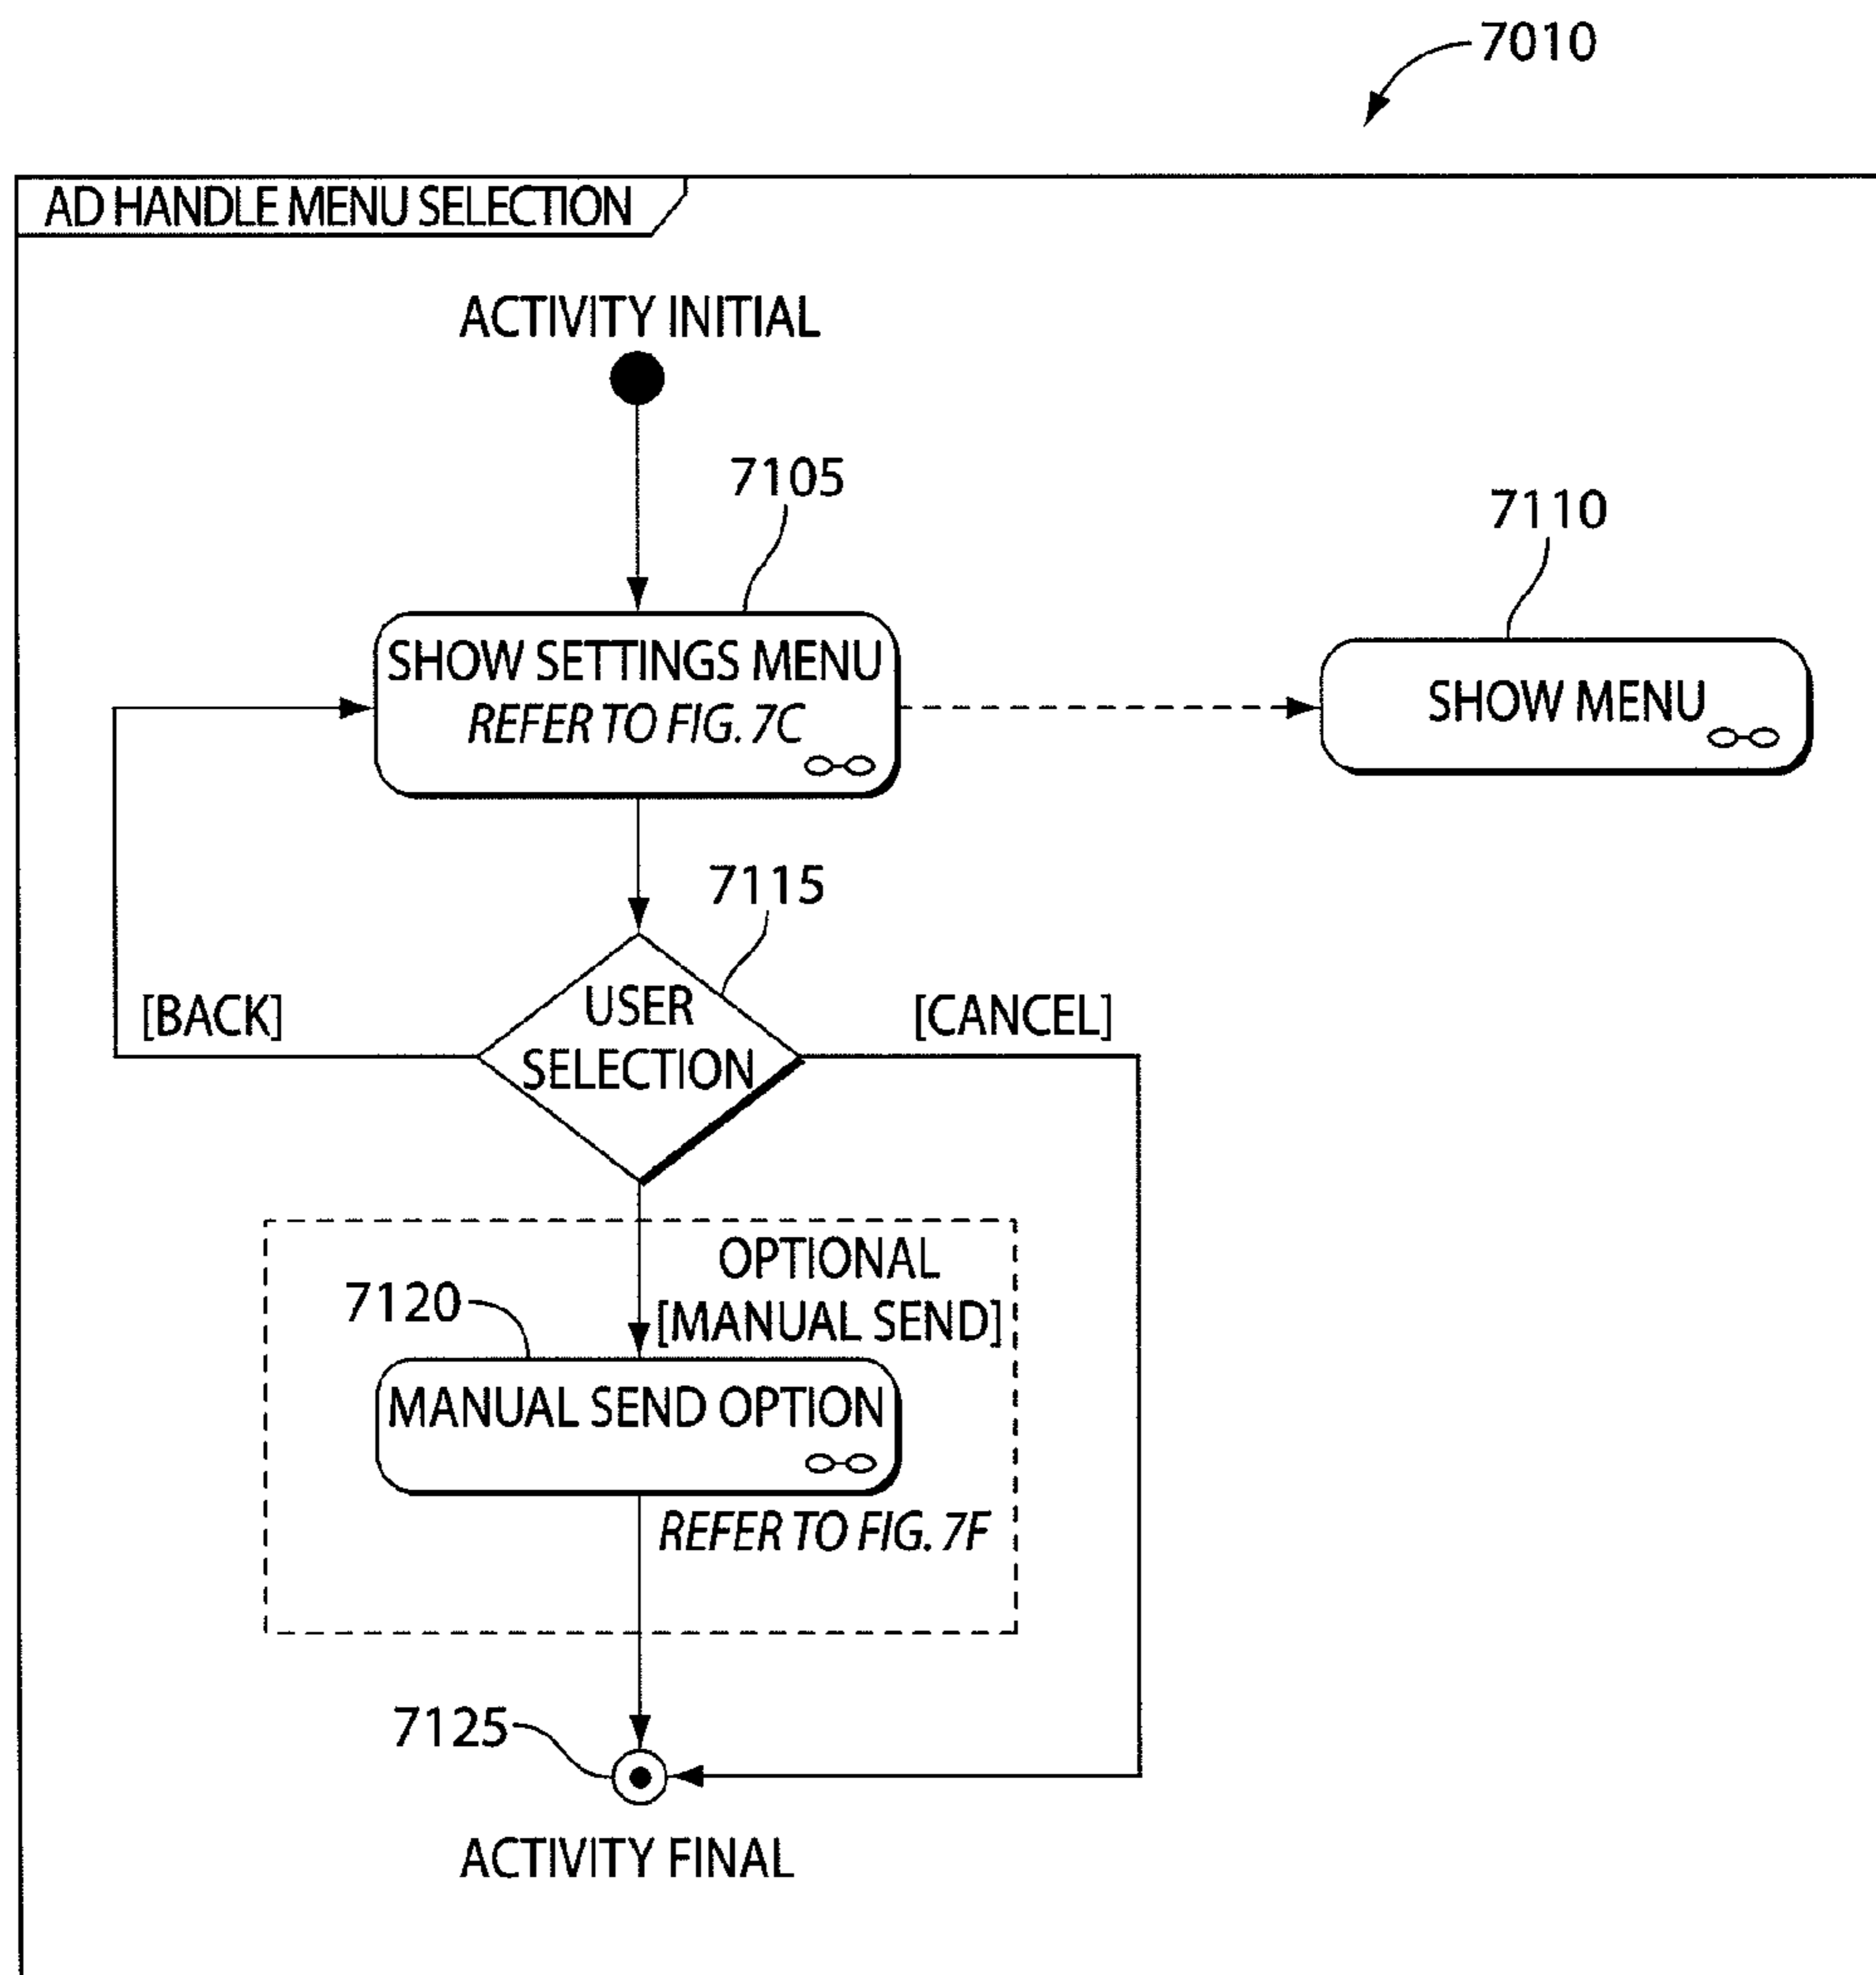 7010
AD HANDLE MENU SELECTION
ACTIVITY INITIAL
7105
7110
SHOW SETTINGS MENU
REFER TO FIG. 7C
SHOW MENU
7115
USER
SELECTION
[BACK]
[CANCEL]
OPTIONAL
[MANUAL SEND]
7120
MANUAL SEND OPTION
REFER TO FIG. 7F
7125
ACTIVITY FINAL